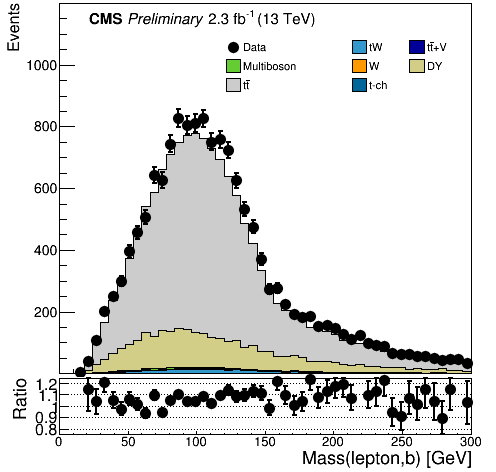 CMS Preliminary 2.3 fb⁻¹ (13 TeV)
Events
Data
Multiboson
tt̄
tW
W
t-ch
tt̄+V
DY
1000
800
600
400
200
Ratio
1.2
1.1
1
0.9
0.8
0 50 100 150 200 250 300
Mass(lepton,b) [GeV]